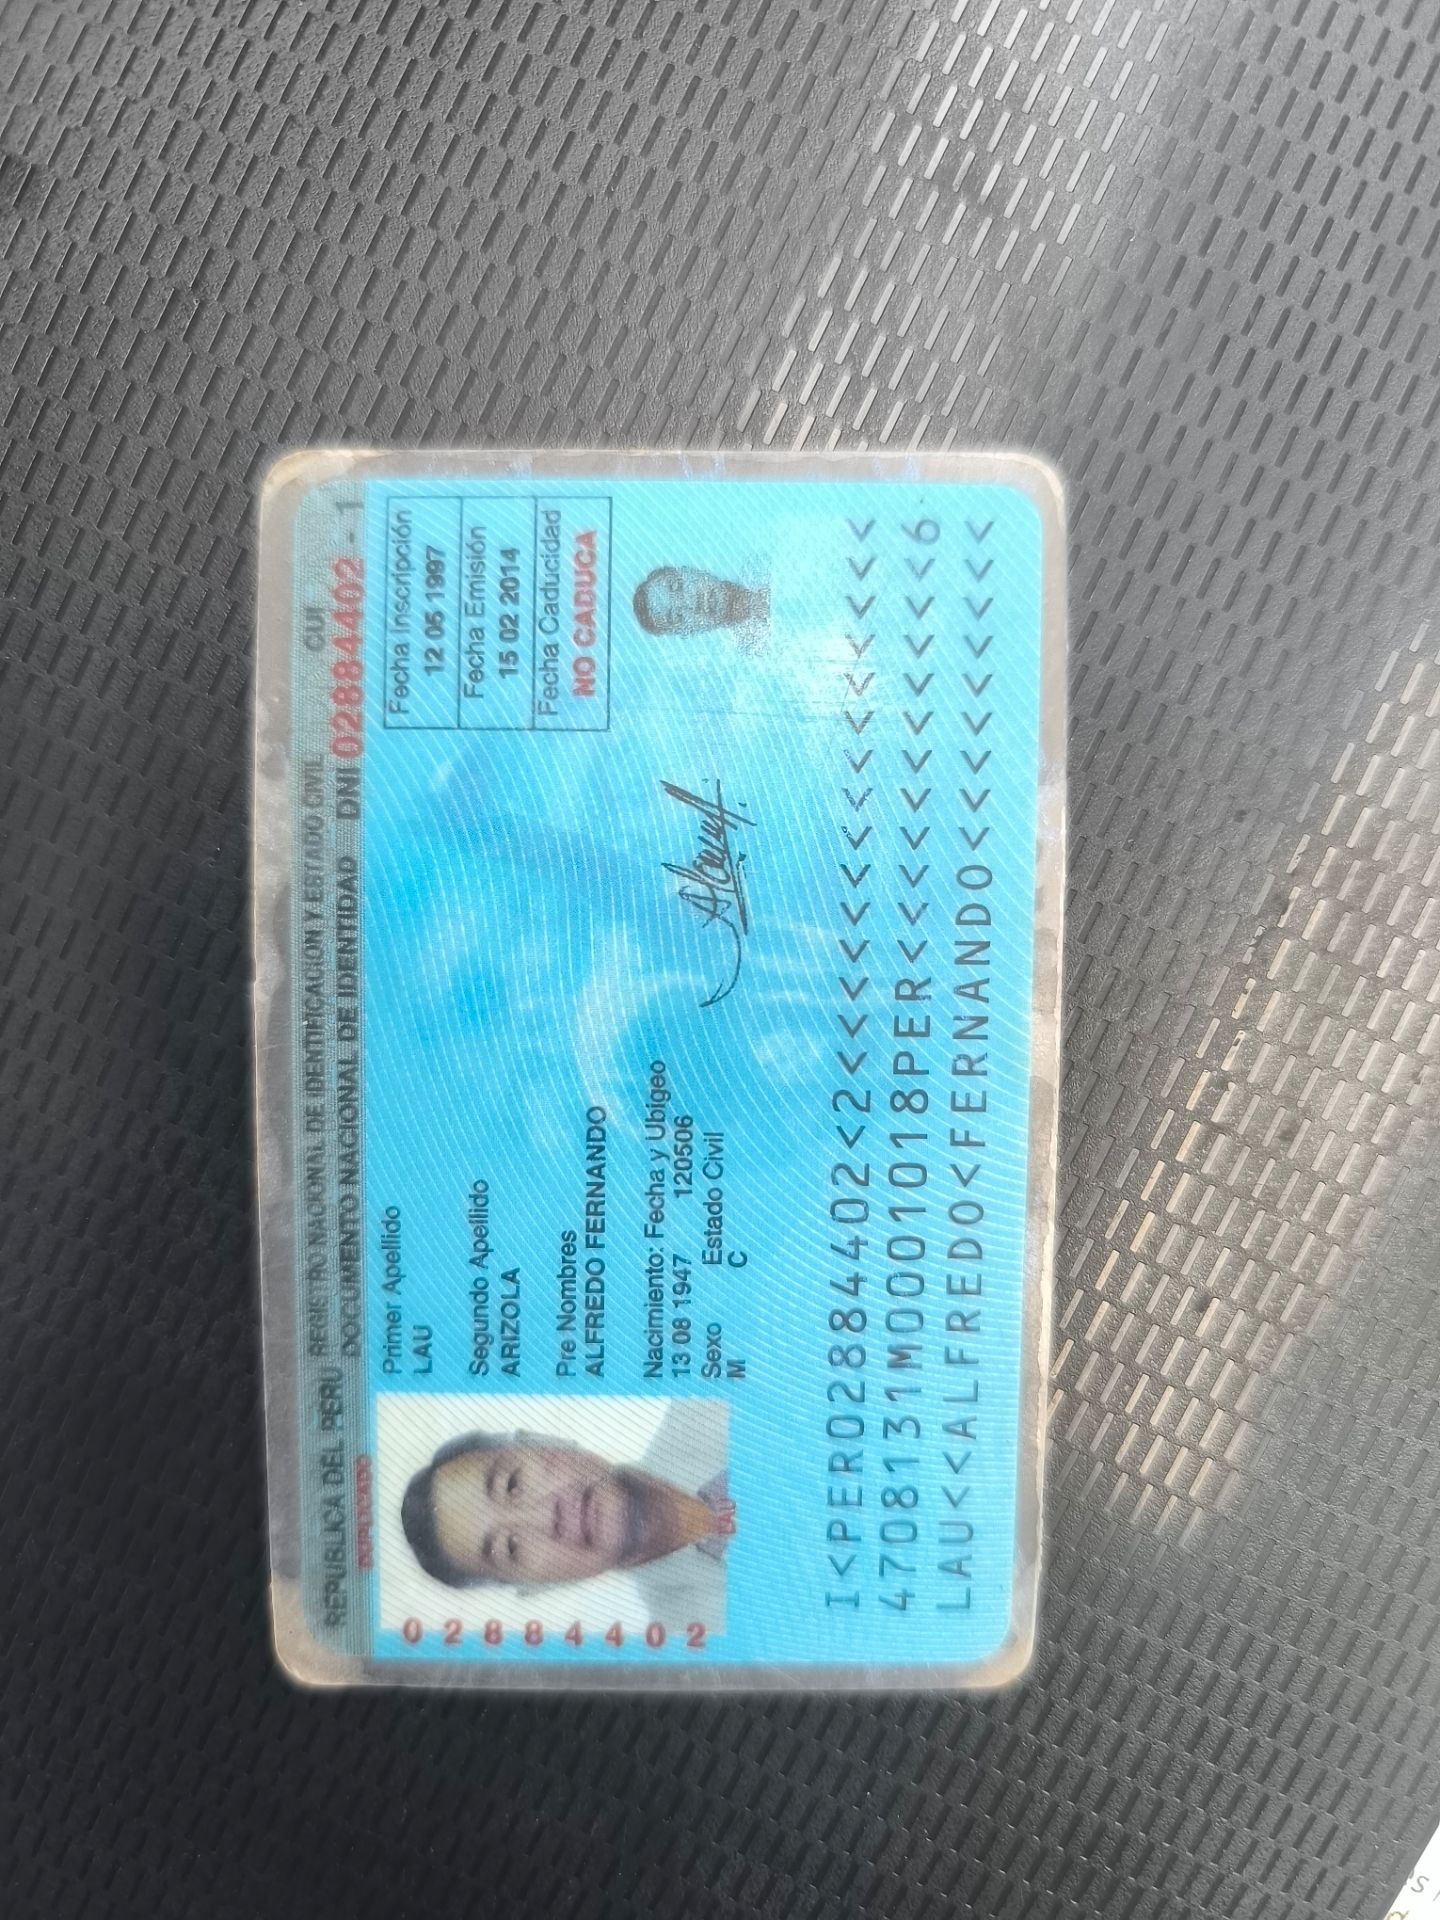 REPUBLICA DEL PERU REGISTRO NACIONAL DE IDENTIFICACION Y ESTADO CIVIL CUI
DOCUMENTO NACIONAL DE IDENTIDAD DNI 02884402 - 1
DUPLICADO
Primer Apellido
LAU
Segundo Apellido
ARIZOLA
Pre Nombres
ALFREDO FERNANDO
Nacimiento: Fecha y Ubigeo
13 08 1947 120506
Sexo Estado Civil
M C
Fecha Inscripción
12 05 1997
Fecha Emisión
15 02 2014
Fecha Caducidad
NO CADUCA
02884402
LAU
I<PER02884402<2<<<<<<<<<<<<<<<
4708131M0001018PER<<<<<<<<<<<6
LAU<<ALFREDO<FERNANDO<<<<<<<<<